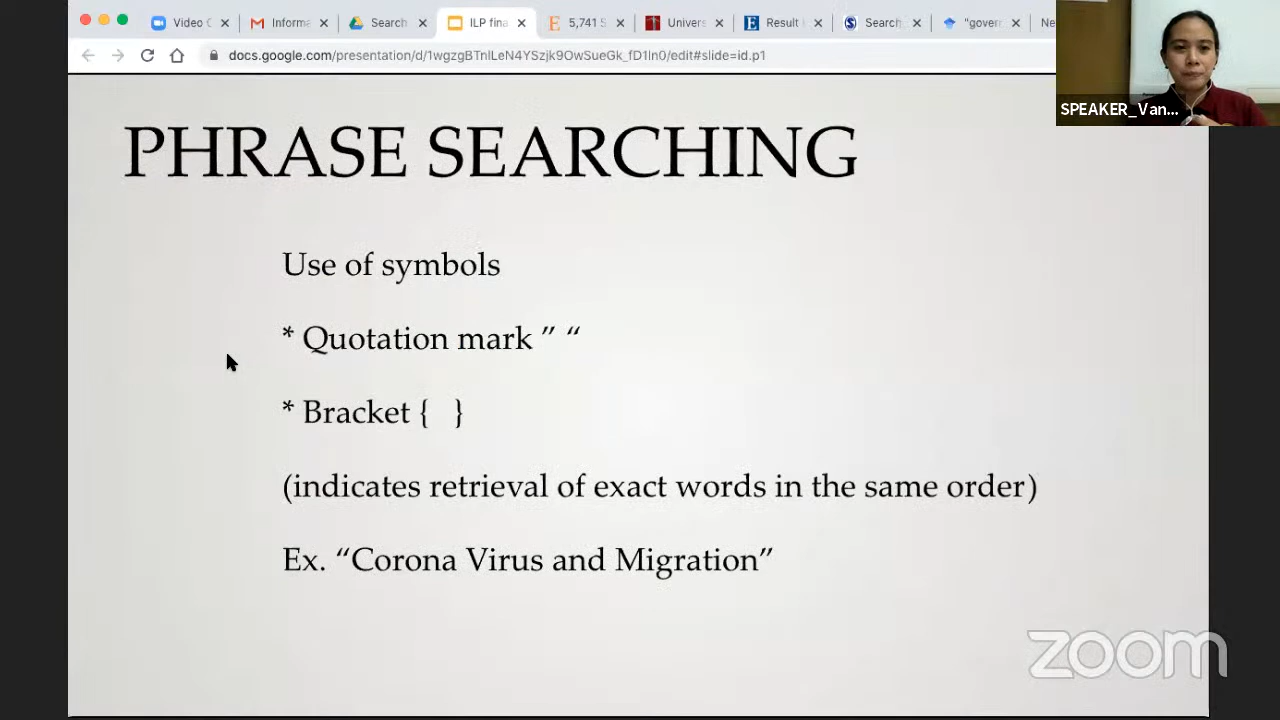 Video C
Informa
Search
ILP fina
5,741 S
Univers
Result
Search
"gover
Ne
docs.google.com/presentation/d/1wgzgBTnlLeN4YSzjk9OwSueGk_fD1ln0/edit#slide=id.p1
SPEAKER_Van...
PHRASE SEARCHING
Use of symbols
* Quotation mark ” “
* Bracket { }
(indicates retrieval of exact words in the same order)
Ex. “Corona Virus and Migration”
zoom